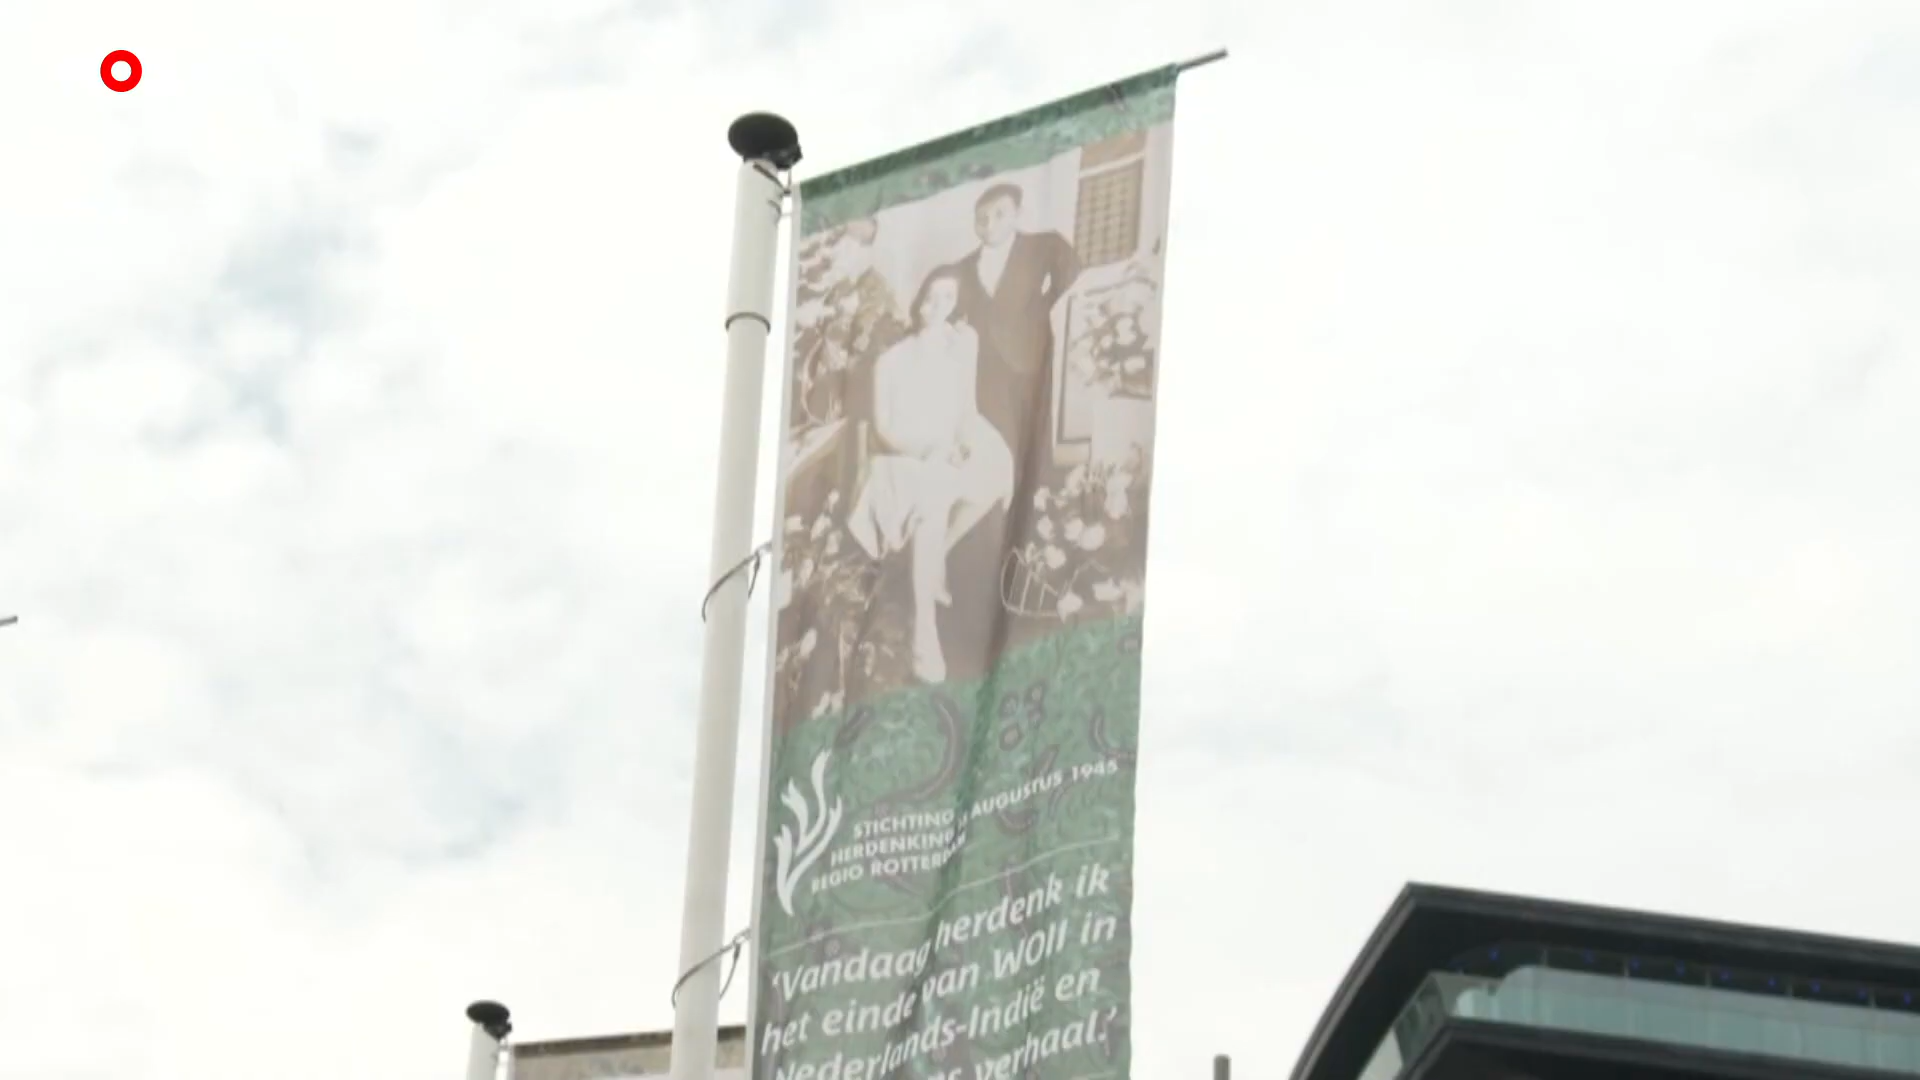 STICHTING
HERDENKING 15 AUGUSTUS 1945
REGIO ROTTERDAM
'Vandaag herdenk ik
het einde van WOII in
Nederlands-Indië en
verhaal.'